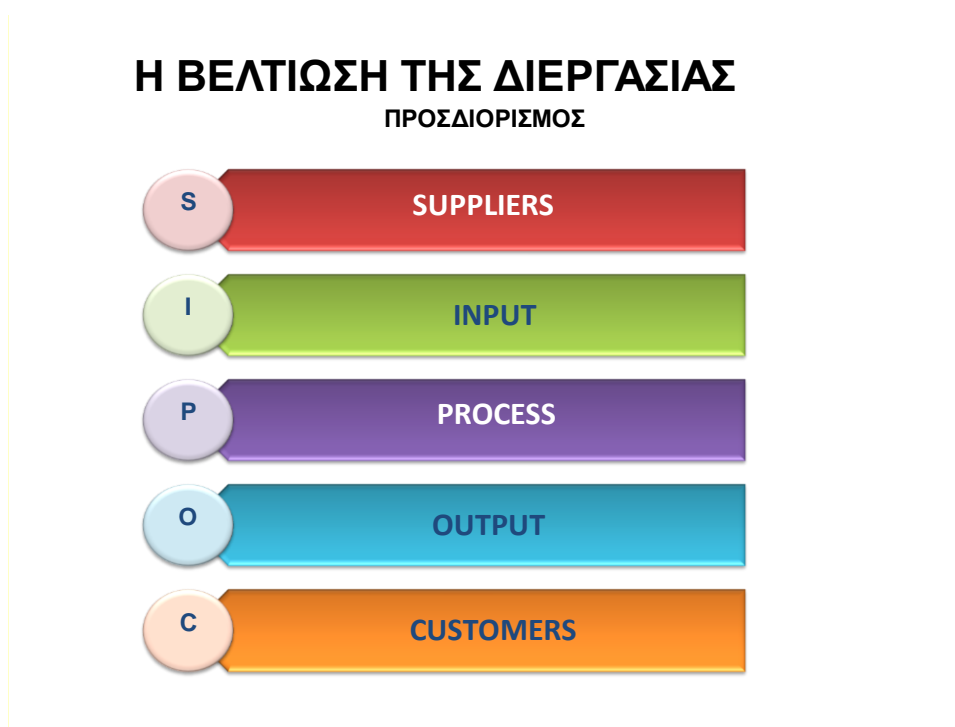 Η ΒΕΛΤΙΩΣΗ ΤΗΣ ΔΙΕΡΓΑΣΙΑΣ
ΠΡΟΣΔΙΟΡΙΣΜΟΣ
S SUPPLIERS
I INPUT
P PROCESS
O OUTPUT
C CUSTOMERS